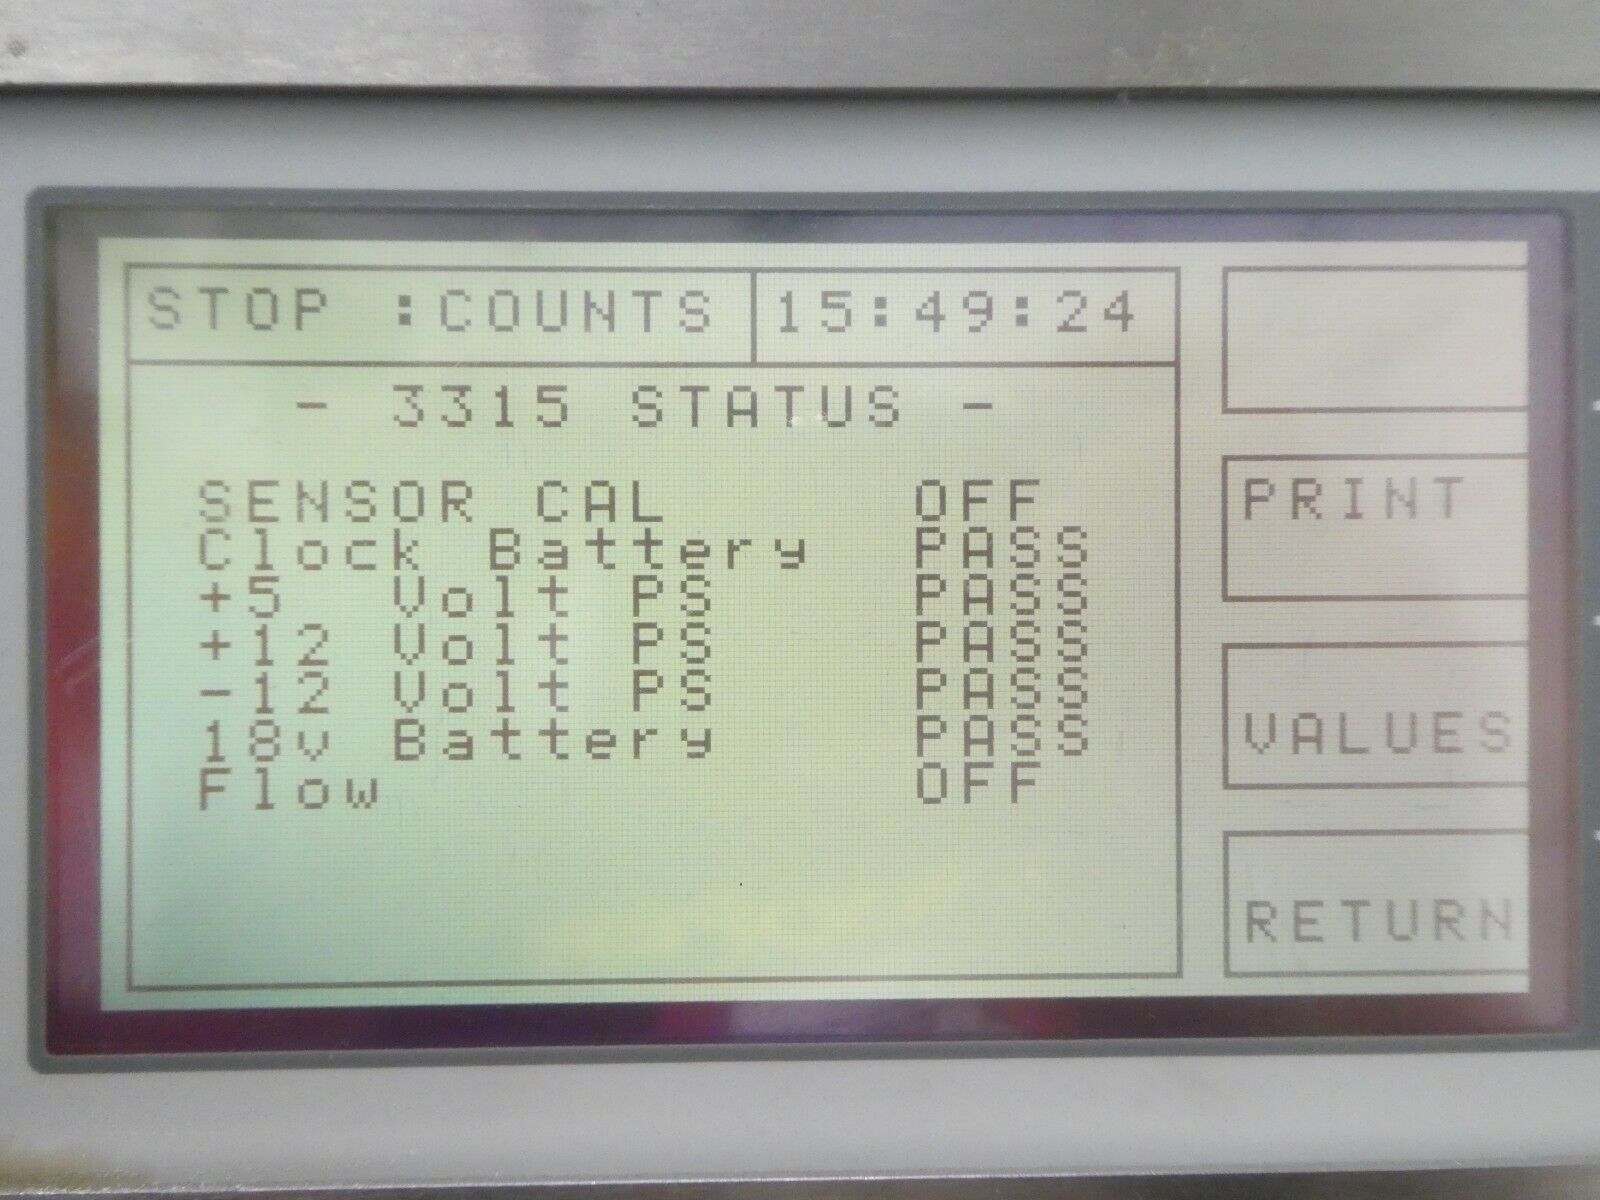 STOP :COUNTS 15:49:24
- 3315 STATUS -
SENSOR CAL OFF
Clock Battery PASS
+5 Volt PS PASS
+12 Volt PS PASS
-12 Volt PS PASS
18v Battery PASS
Flow OFF
PRINT
VALUES
RETURN